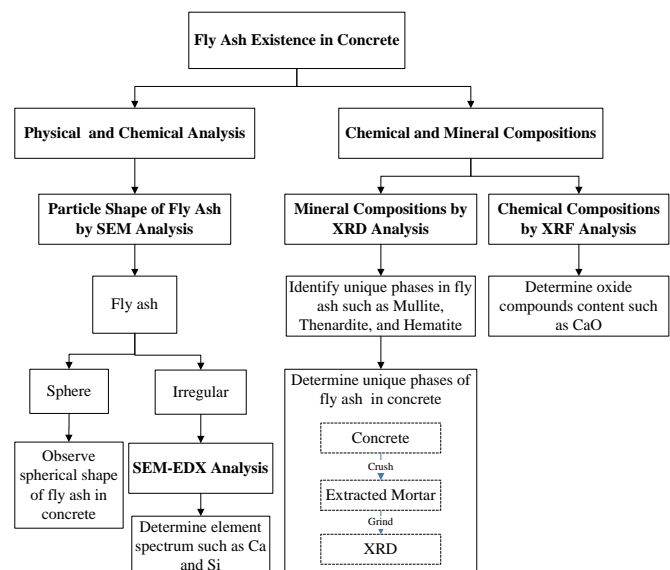 Fly Ash Existence in Concrete
Physical and Chemical Analysis
Chemical and Mineral Compositions
Particle Shape of Fly Ash
by SEM Analysis
Mineral Compositions by
XRD Analysis
Chemical Compositions
by XRF Analysis
Fly ash
Identify unique phases in fly
ash such as Mullite,
Thenardite, and Hematite
Determine oxide
compounds content such
as CaO
Sphere
Irregular
Observe
spherical shape
of fly ash in
concrete
SEM-EDX Analysis
Determine element
spectrum such as Ca
and Si
Determine unique phases of
fly ash in concrete
Concrete
Crush
Extracted Mortar
Grind
XRD